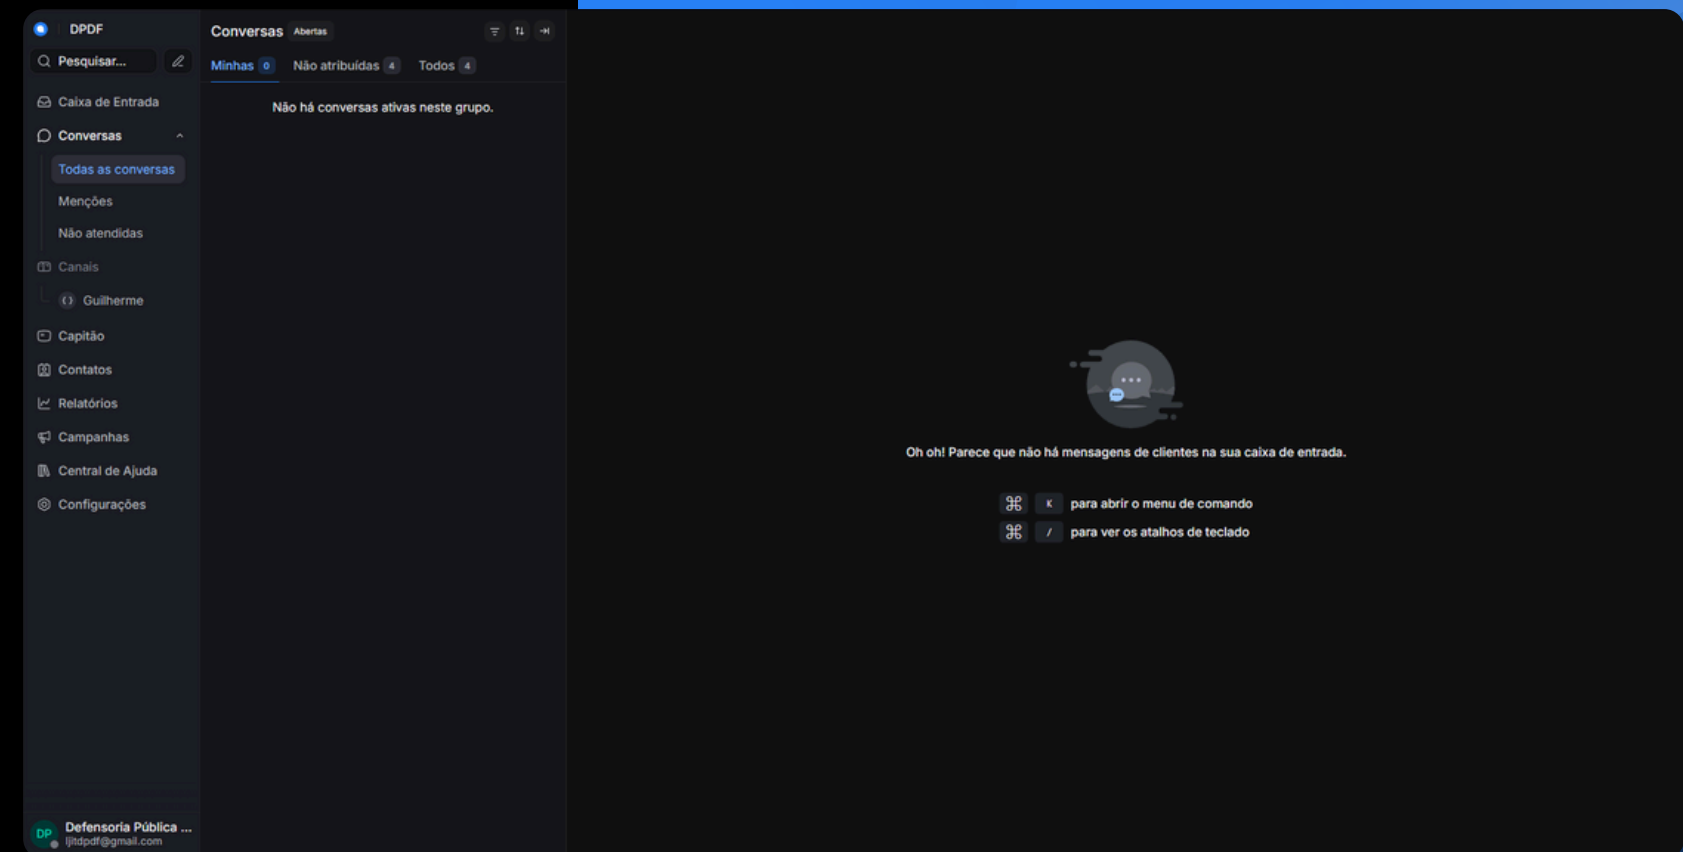 DPDF
Pesquisar...
Caixa de Entrada
Conversas
Todas as conversas
Menções
Não atendidas
Canais
Guilherme
Capitão
Contatos
Relatórios
Campanhas
Central de Ajuda
Configurações
DP Defensoria Pública ...
ljitdpdf@gmail.com
Conversas Abertas
Minhas 0 Não atribuídas 4 Todos 4
Não há conversas ativas neste grupo.
Oh oh! Parece que não há mensagens de clientes na sua caixa de entrada.
⌘ K para abrir o menu de comando
⌘ / para ver os atalhos de teclado